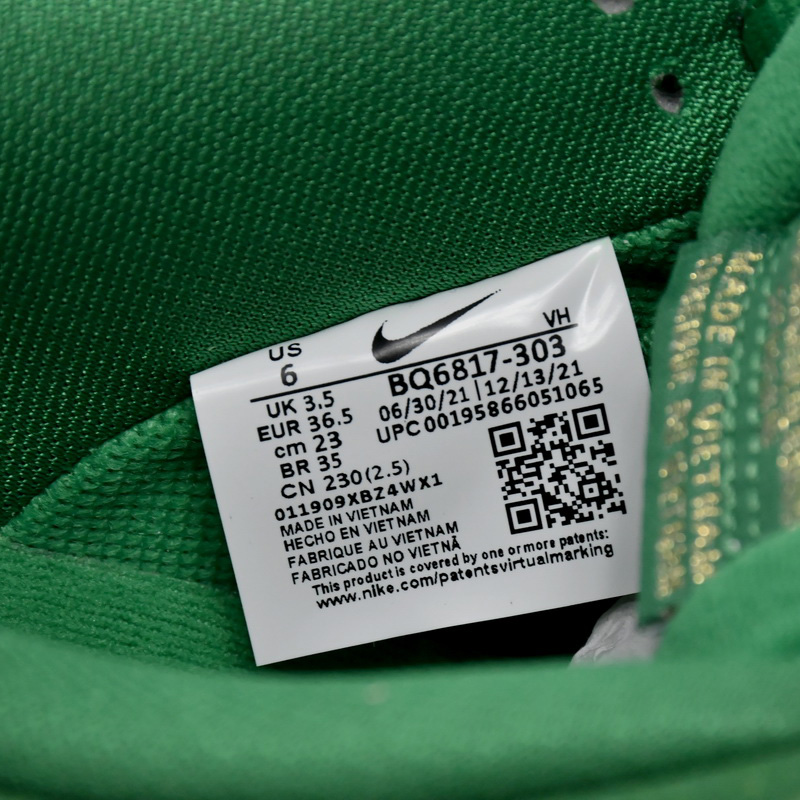 US
6
VH
UK 3.5
BQ6817-303
EUR 36.5
06/30/21 | 12/13/21
cm 23
UPC 00195866051065
BR 35
CN 230(2.5)
011909XBZ4WX1
MADE IN VIETNAM
HECHO EN VIETNAM
FABRIQUE AU VIETNAM
FABRICADO NO VIETNÃ
This product is covered by one or more patents:
www.nike.com/patentsvirtualmarking
MADE IN VIETNAM